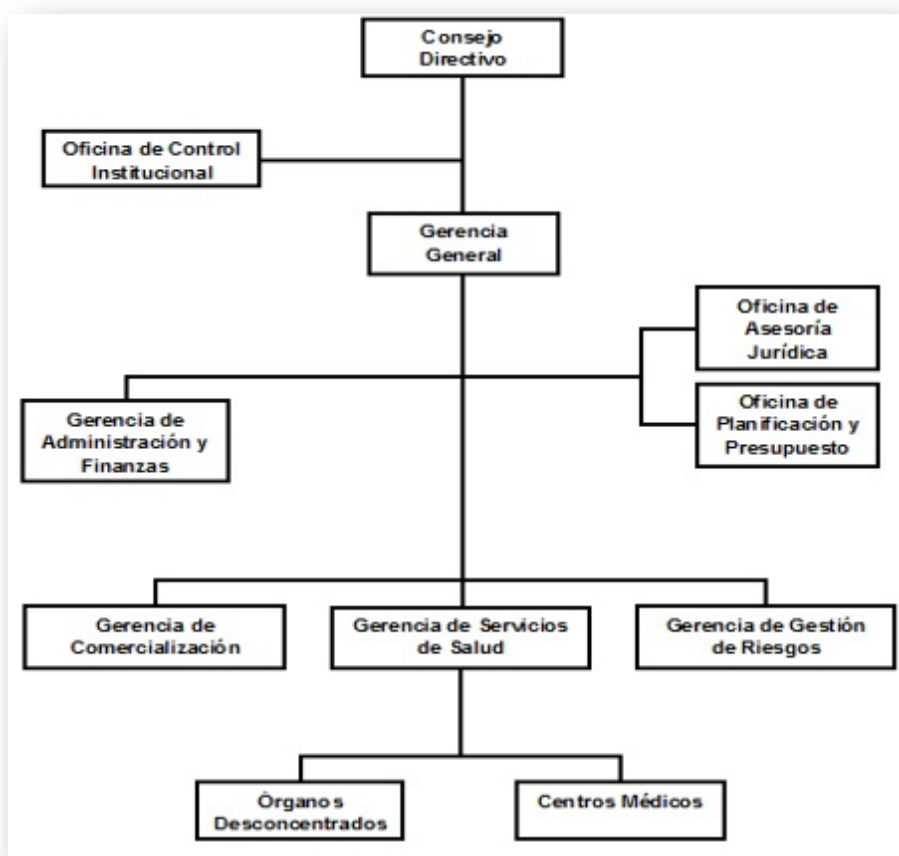 Consejo
Directivo
Oficina de Control
Institucional
Gerencia
General
Oficina de
Asesoría
Jurídica
Oficina de
Planificación y
Presupuesto
Gerencia de
Administración y
Finanzas
Gerencia de
Comercialización
Gerencia de Servicios
de Salud
Gerencia de Gestión
de Riesgos
Órganos
Desconcentrados
Centros Médicos